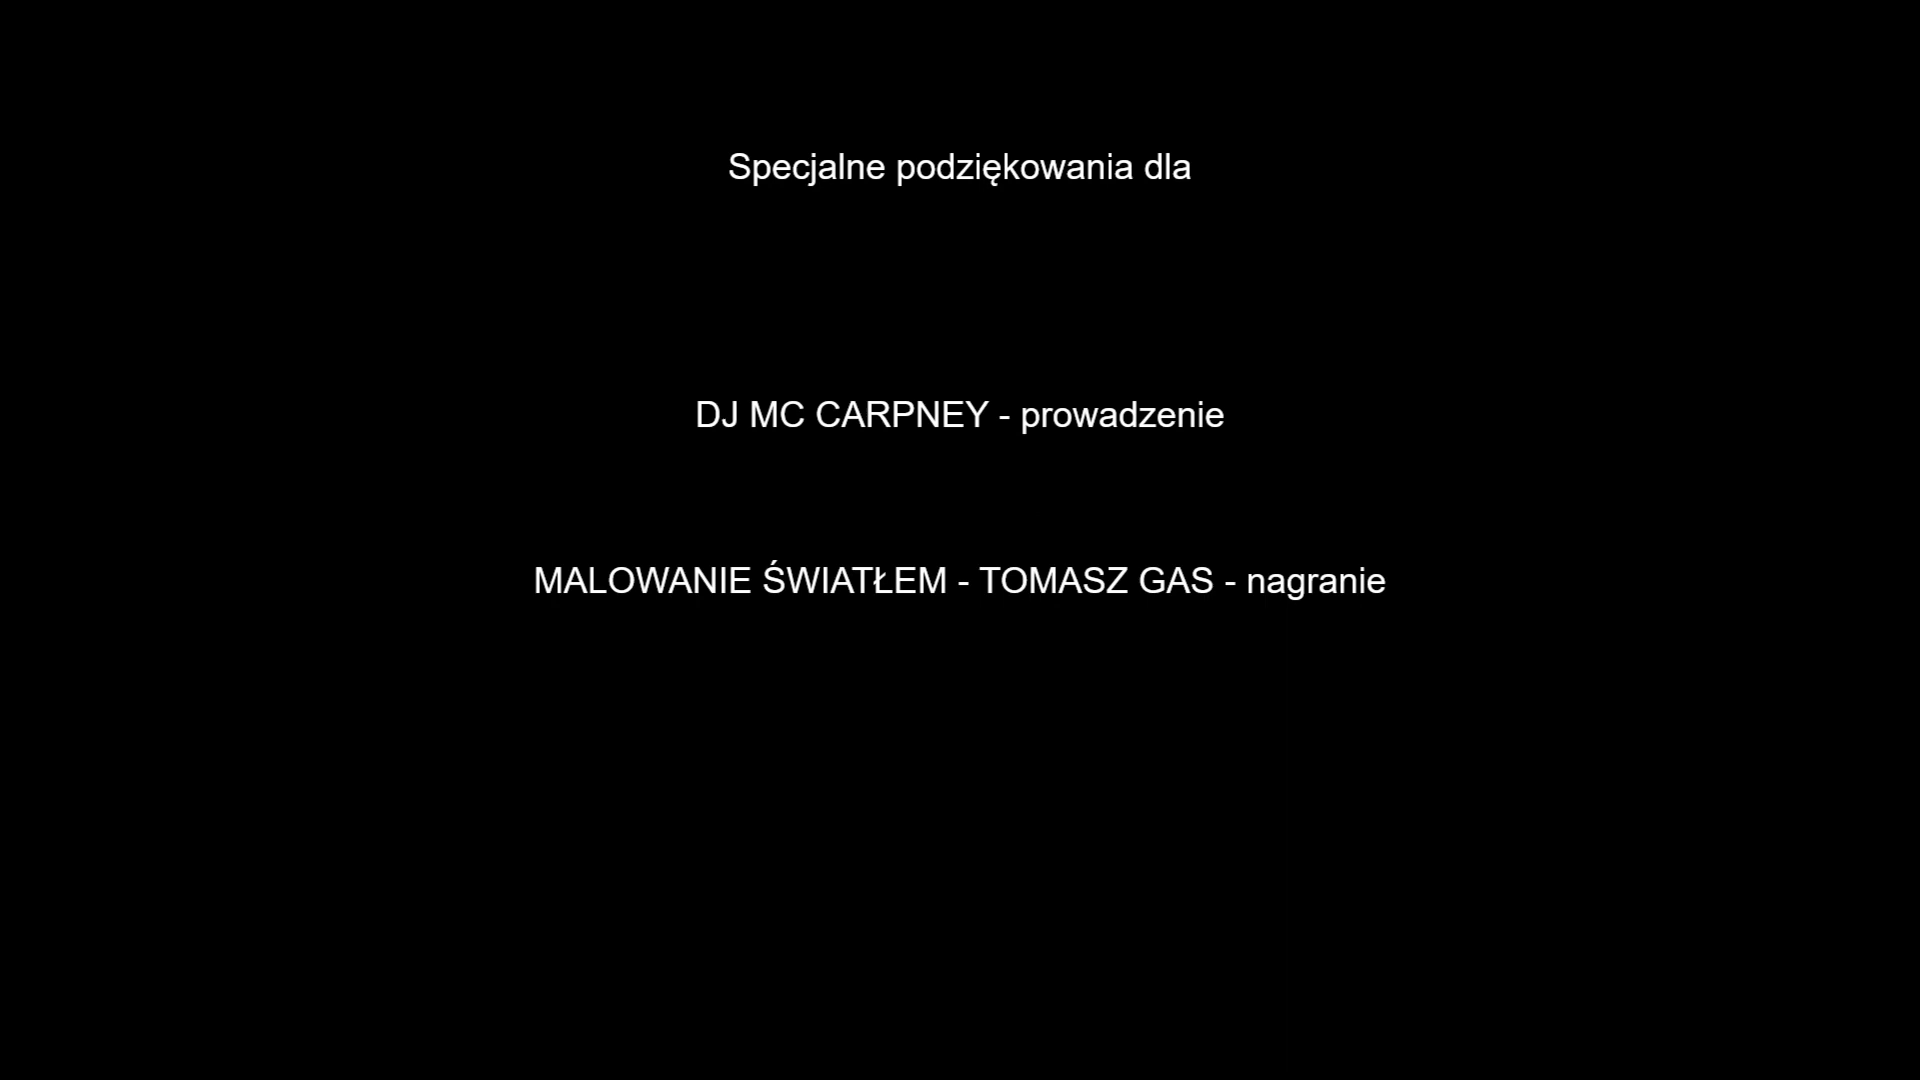 Specjalne podziękowania dla
DJ MC CARPNEY - prowadzenie
MALOWANIE ŚWIATŁEM - TOMASZ GAS - nagranie